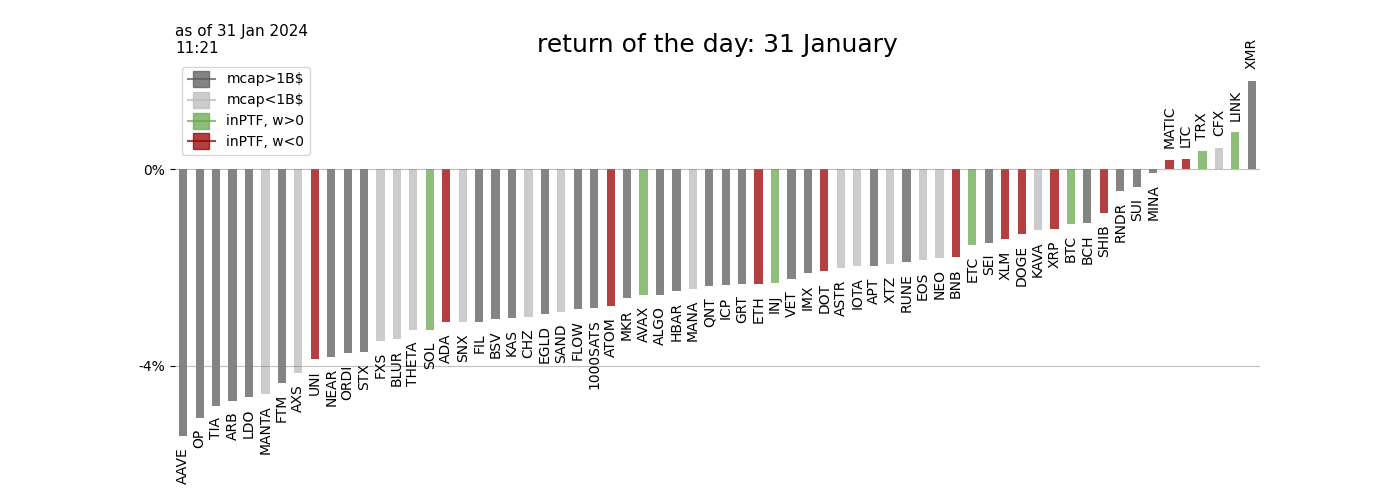 as of 31 Jan 2024
11:21
return of the day: 31 January
mcap>1B$
mcap<1B$
inPTF, w>0
inPTF, w<0
0%
-4%
AAVE
OP
TIA
ARB
LDO
MANTA
FTM
AXS
UNI
NEAR
ORDI
STX
FXS
BLUR
THETA
SOL
ADA
SNX
FIL
BSV
KAS
CHZ
EGLD
SAND
FLOW
1000SATS
ATOM
MKR
AVAX
ALGO
HBAR
MANA
QNT
ICP
GRT
ETH
INJ
VET
IMX
DOT
ASTR
IOTA
APT
XTZ
RUNE
EOS
NEO
BNB
ETC
SEI
XLM
DOGE
KAVA
XRP
BTC
BCH
SHIB
RNDR
SUI
MINA
MATIC
LTC
TRX
CFX
LINK
XMR